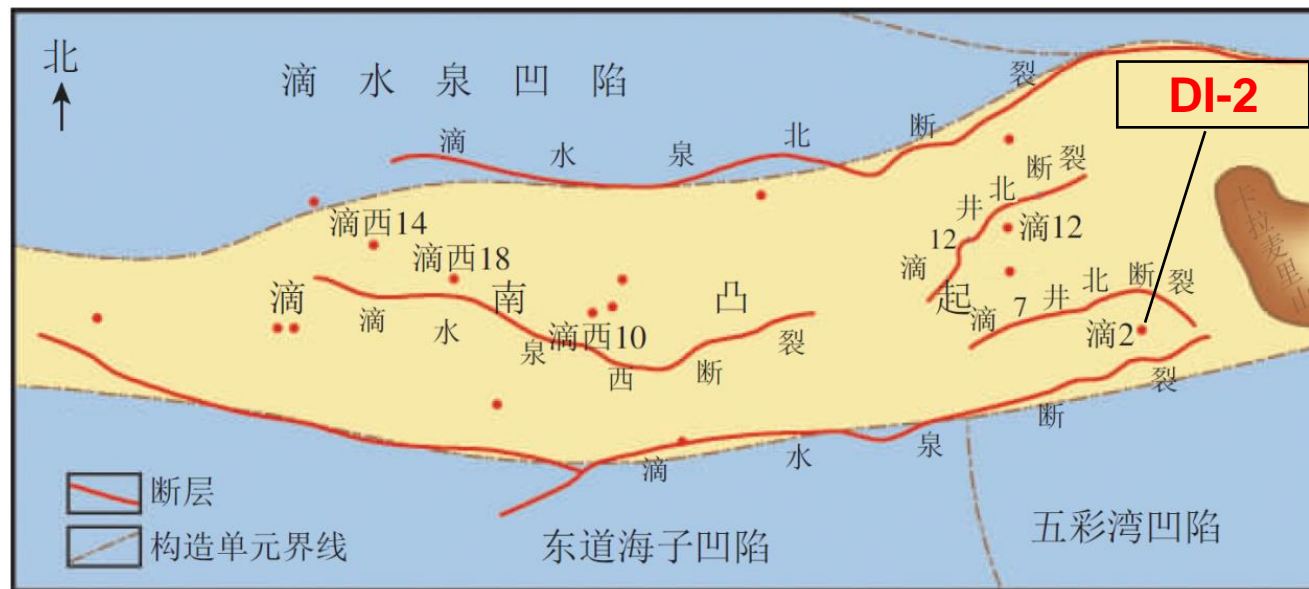 北
滴水泉凹陷
DI-2
滴水泉北断裂
滴12井北断裂
滴西14
滴12
滴西18
滴南凸起
滴7井北断裂
卡拉麦里山
滴水泉西断裂
滴西10
滴2
滴水泉断裂
断层
构造单元界线
东道海子凹陷
五彩湾凹陷